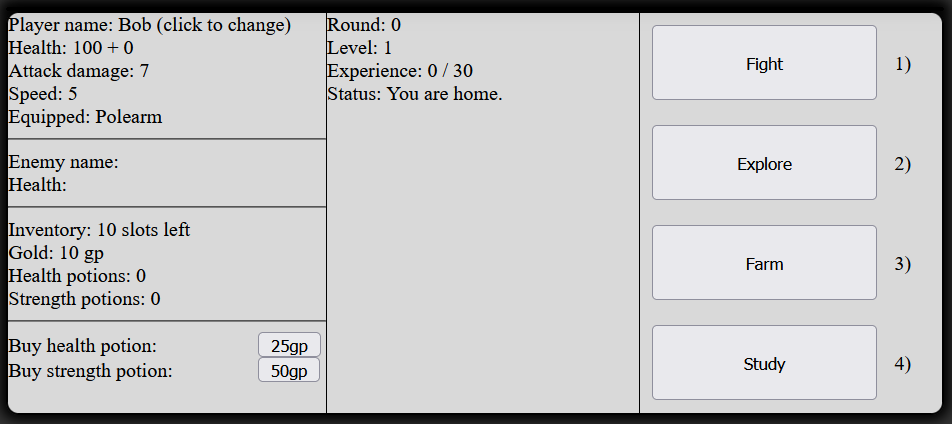 Player name: Bob (click to change)
Health: 100 + 0
Attack damage: 7
Speed: 5
Equipped: Polearm
Enemy name:
Health:
Inventory: 10 slots left
Gold: 10 gp
Health potions: 0
Strength potions: 0
Buy health potion: 25gp
Buy strength potion: 50gp
Round: 0
Level: 1
Experience: 0 / 30
Status: You are home.
Fight 1)
Explore 2)
Farm 3)
Study 4)